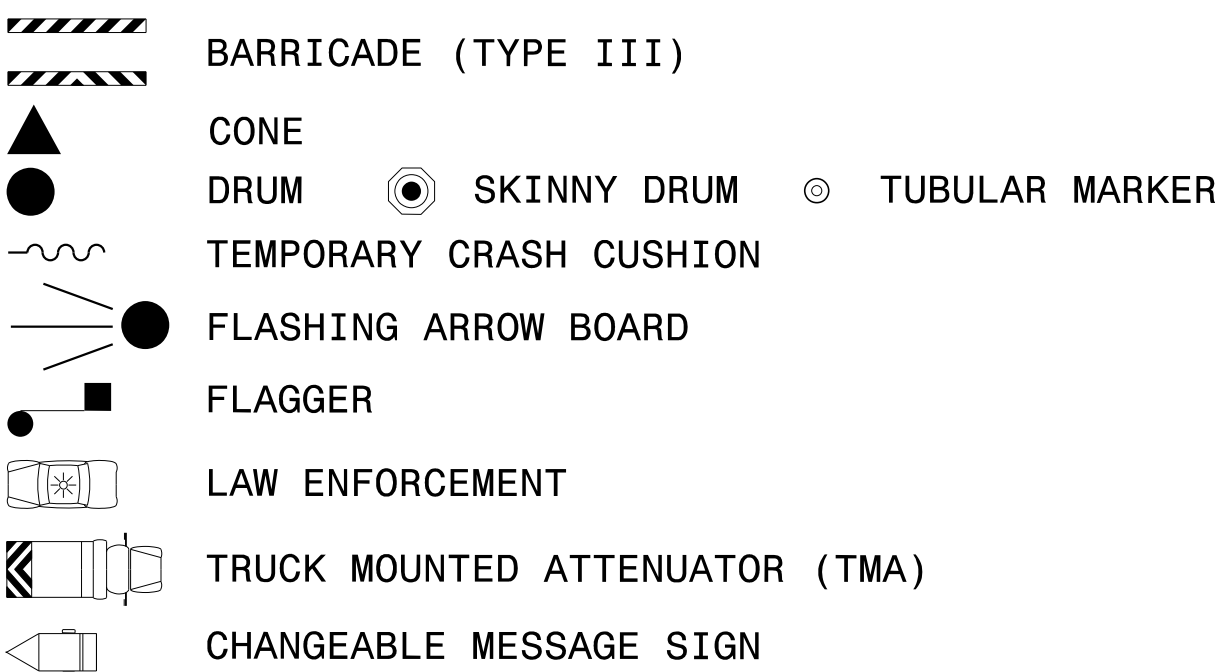 BARRICADE (TYPE III)
CONE
DRUM SKINNY DRUM TUBULAR MARKER
TEMPORARY CRASH CUSHION
FLASHING ARROW BOARD
FLAGGER
LAW ENFORCEMENT
TRUCK MOUNTED ATTENUATOR (TMA)
CHANGEABLE MESSAGE SIGN